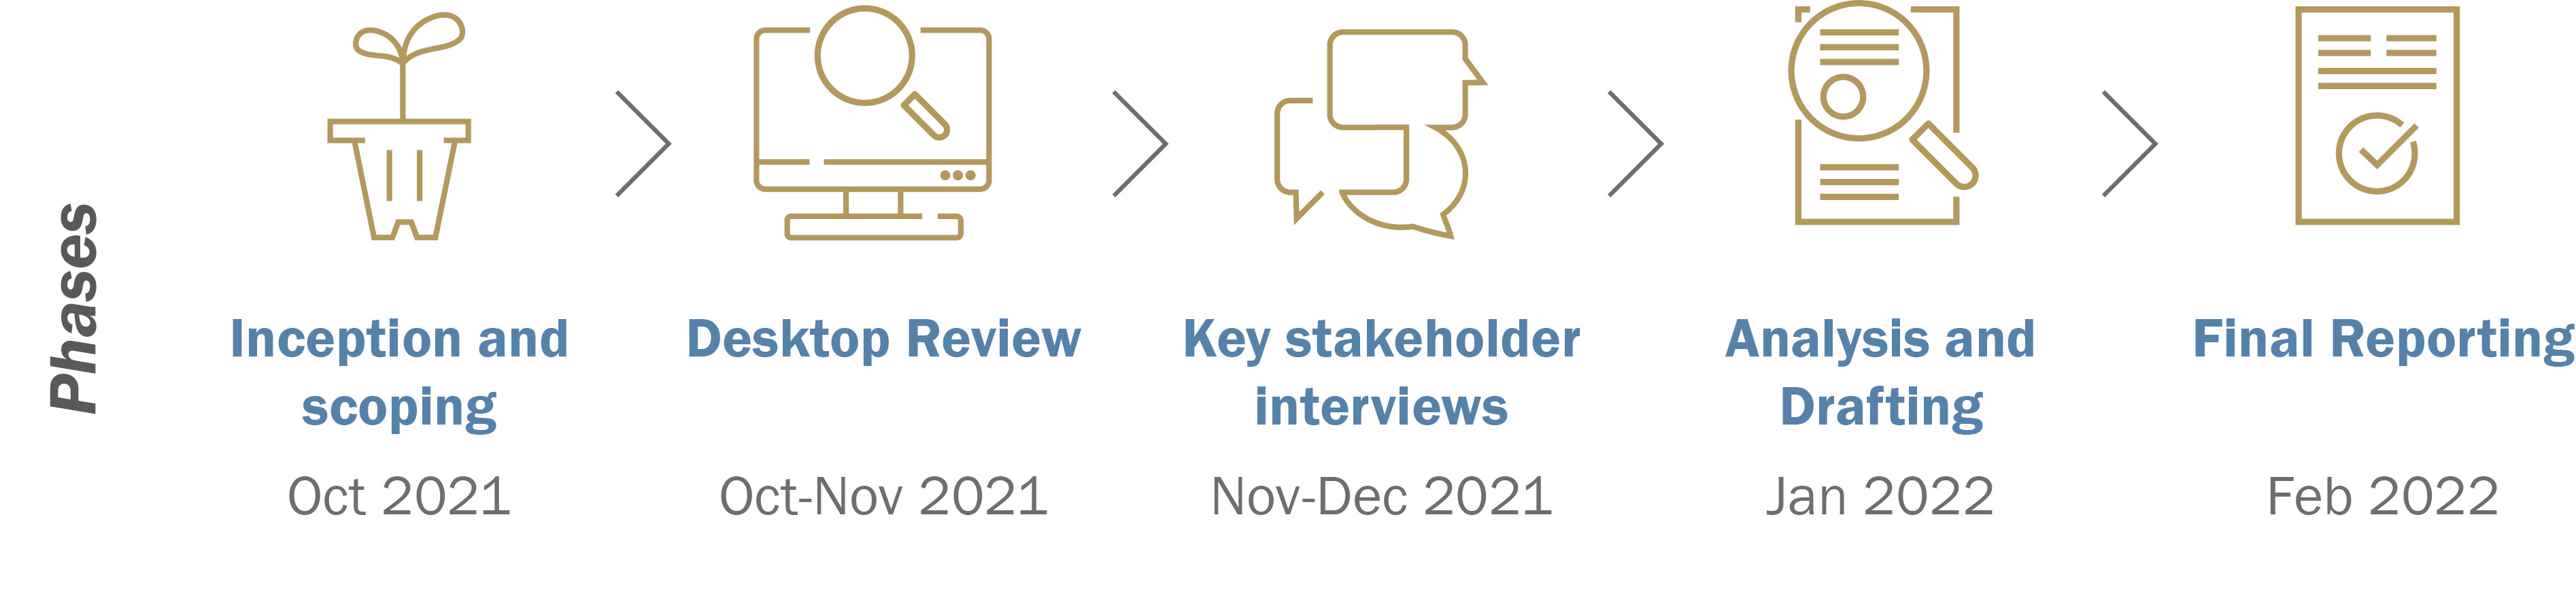 Phases
Inception and
scoping
Oct 2021
Desktop Review
Oct-Nov 2021
Key stakeholder
interviews
Nov-Dec 2021
Analysis and
Drafting
Jan 2022
Final Reporting
Feb 2022